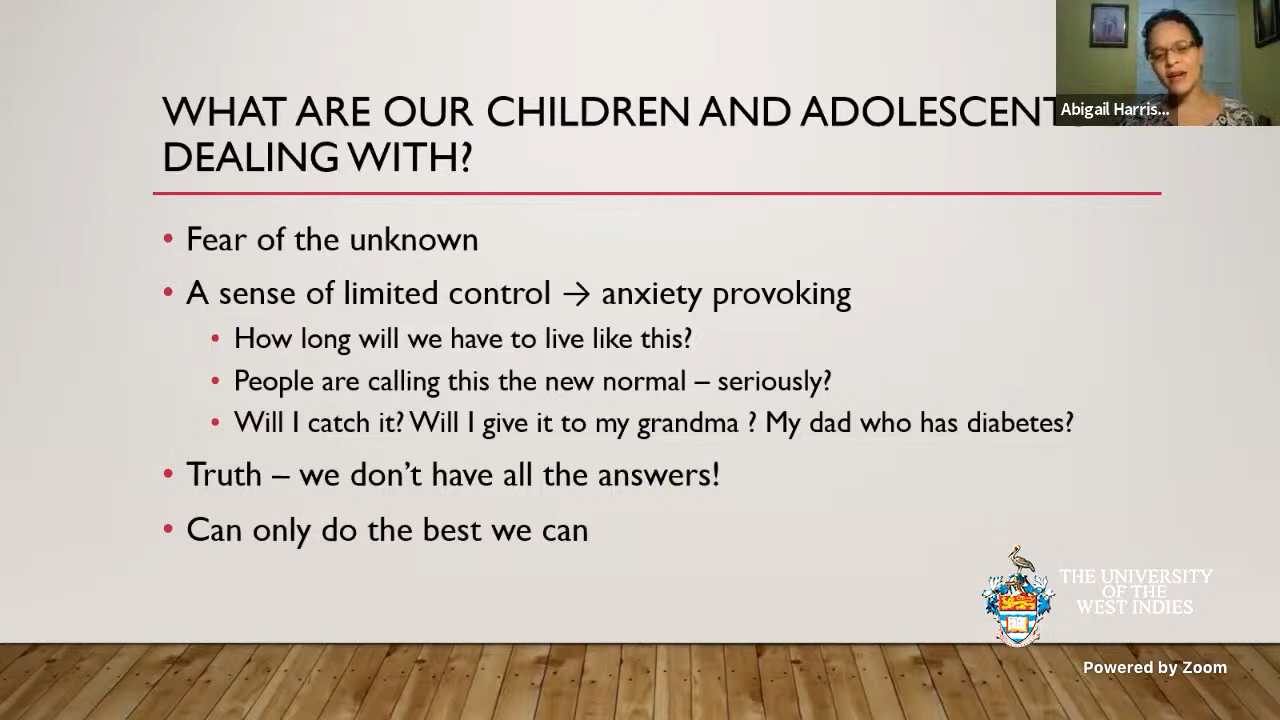 WHAT ARE OUR CHILDREN AND ADOLESCENT
DEALING WITH?
Abigail Harris...
• Fear of the unknown
• A sense of limited control → anxiety provoking
• How long will we have to live like this?
• People are calling this the new normal – seriously?
• Will I catch it? Will I give it to my grandma ? My dad who has diabetes?
• Truth – we don't have all the answers!
• Can only do the best we can
THE UNIVERSITY
OF THE
WEST INDIES
Powered by Zoom